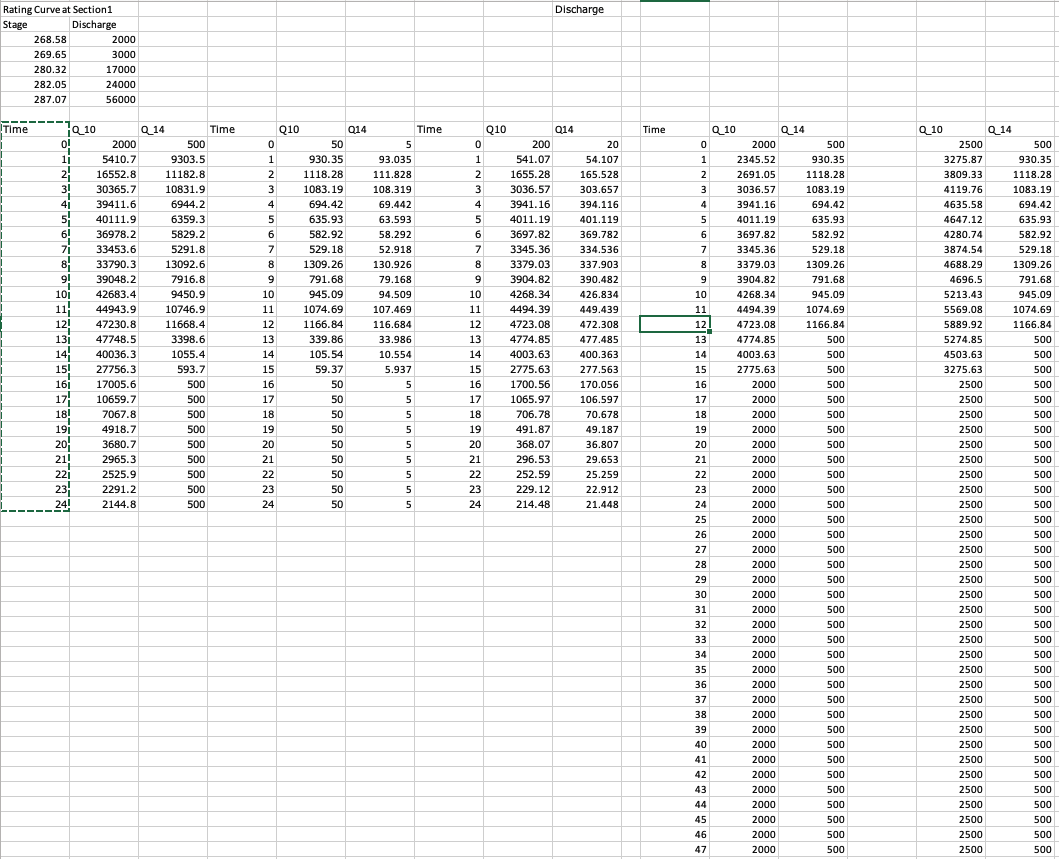 Rating Curve at Section1 Discharge
Stage Discharge
268.58 2000
269.65 3000
280.32 17000
282.05 24000
287.07 56000
Time Q_10 Q_14 Time Q10 Q14 Time Q10 Q14 Time Q_10 Q_14 Q_10 Q_14
0 2000 500 0 50 5 0 200 20 0 2000 500 2500 500
1 5410.7 9303.5 1 930.35 93.035 1 541.07 54.107 1 2345.52 930.35 3275.87 930.35
2 16552.8 11182.8 2 1118.28 111.828 2 1655.28 165.528 2 2691.05 1118.28 3809.33 1118.28
3 30365.7 10831.9 3 1083.19 108.319 3 3036.57 303.657 3 3036.57 1083.19 4119.76 1083.19
4 39411.6 6944.2 4 694.42 69.442 4 3941.16 394.116 4 3941.16 694.42 4635.58 694.42
5 40111.9 6359.3 5 635.93 63.593 5 4011.19 401.119 5 4011.19 635.93 4647.12 635.93
6 36978.2 5829.2 6 582.92 58.292 6 3697.82 369.782 6 3697.82 582.92 4280.74 582.92
7 33453.6 5291.8 7 529.18 52.918 7 3345.36 334.536 7 3345.36 529.18 3874.54 529.18
8 33790.3 13092.6 8 1309.26 130.926 8 3379.03 337.903 8 3379.03 1309.26 4688.29 1309.26
9 39048.2 7916.8 9 791.68 79.168 9 3904.82 390.482 9 3904.82 791.68 4696.5 791.68
10 42683.4 9450.9 10 945.09 94.509 10 4268.34 426.834 10 4268.34 945.09 5213.43 945.09
11 44943.9 10746.9 11 1074.69 107.469 11 4494.39 449.439 11 4494.39 1074.69 5569.08 1074.69
12 47230.8 11668.4 12 1166.84 116.684 12 4723.08 472.308 12 4723.08 1166.84 5889.92 1166.84
13 47748.5 3398.6 13 339.86 33.986 13 4774.85 477.485 13 4774.85 500 5274.85 500
14 40036.3 1055.4 14 105.54 10.554 14 4003.63 400.363 14 4003.63 500 4503.63 500
15 27756.3 593.7 15 59.37 5.937 15 2775.63 277.563 15 2775.63 500 3275.63 500
16 17005.6 500 16 50 5 16 1700.56 170.056 16 2000 500 2500 500
17 10659.7 500 17 50 5 17 1065.97 106.597 17 2000 500 2500 500
18 7067.8 500 18 50 5 18 706.78 70.678 18 2000 500 2500 500
19 4918.7 500 19 50 5 19 491.87 49.187 19 2000 500 2500 500
20 3680.7 500 20 50 5 20 368.07 36.807 20 2000 500 2500 500
21 2965.3 500 21 50 5 21 296.53 29.653 21 2000 500 2500 500
22 2525.9 500 22 50 5 22 252.59 25.259 22 2000 500 2500 500
23 2291.2 500 23 50 5 23 229.12 22.912 23 2000 500 2500 500
24 2144.8 500 24 50 5 24 214.48 21.448 24 2000 500 2500 500
25 2000 500 2500 500
26 2000 500 2500 500
27 2000 500 2500 500
28 2000 500 2500 500
29 2000 500 2500 500
30 2000 500 2500 500
31 2000 500 2500 500
32 2000 500 2500 500
33 2000 500 2500 500
34 2000 500 2500 500
35 2000 500 2500 500
36 2000 500 2500 500
37 2000 500 2500 500
38 2000 500 2500 500
39 2000 500 2500 500
40 2000 500 2500 500
41 2000 500 2500 500
42 2000 500 2500 500
43 2000 500 2500 500
44 2000 500 2500 500
45 2000 500 2500 500
46 2000 500 2500 500
47 2000 500 2500 500